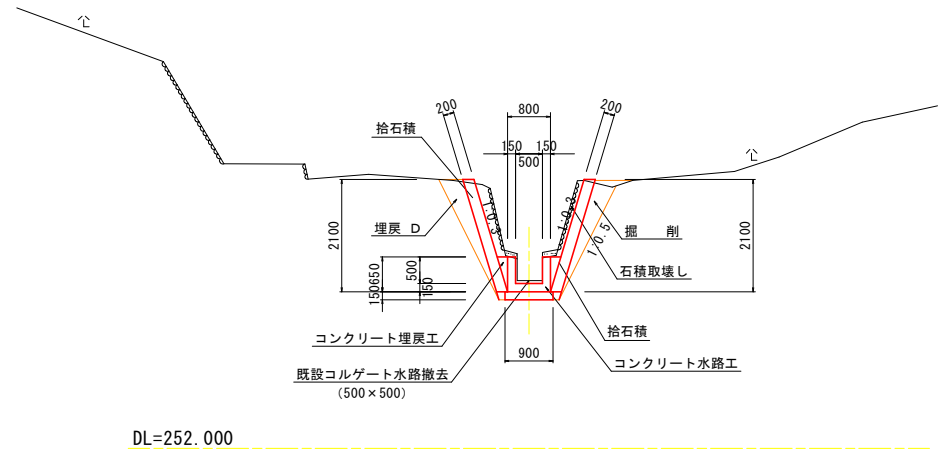 200
800
200
拾石積
150
150
500
2100
埋戻 D
1:0.3
1:0.3
1:0.5
掘 削
2100
石積取壊し
500
650
150
150
拾石積
コンクリート埋戻工
900
コンクリート水路工
既設コルゲート水路撤去
(500×500)
DL=252.000